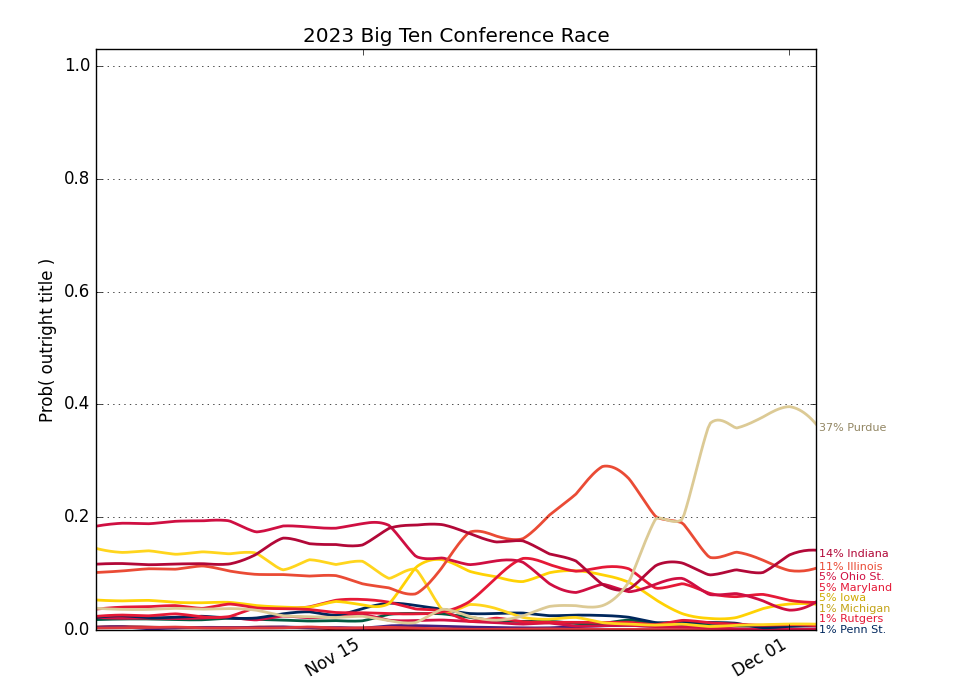 2023 Big Ten Conference Race
Prob( outright title )
1.0
0.8
0.6
0.4
0.2
0.0
Nov 15
Dec 01
37% Purdue
14% Indiana
11% Illinois
5% Ohio St.
5% Maryland
5% Iowa
1% Michigan
1% Rutgers
1% Penn St.